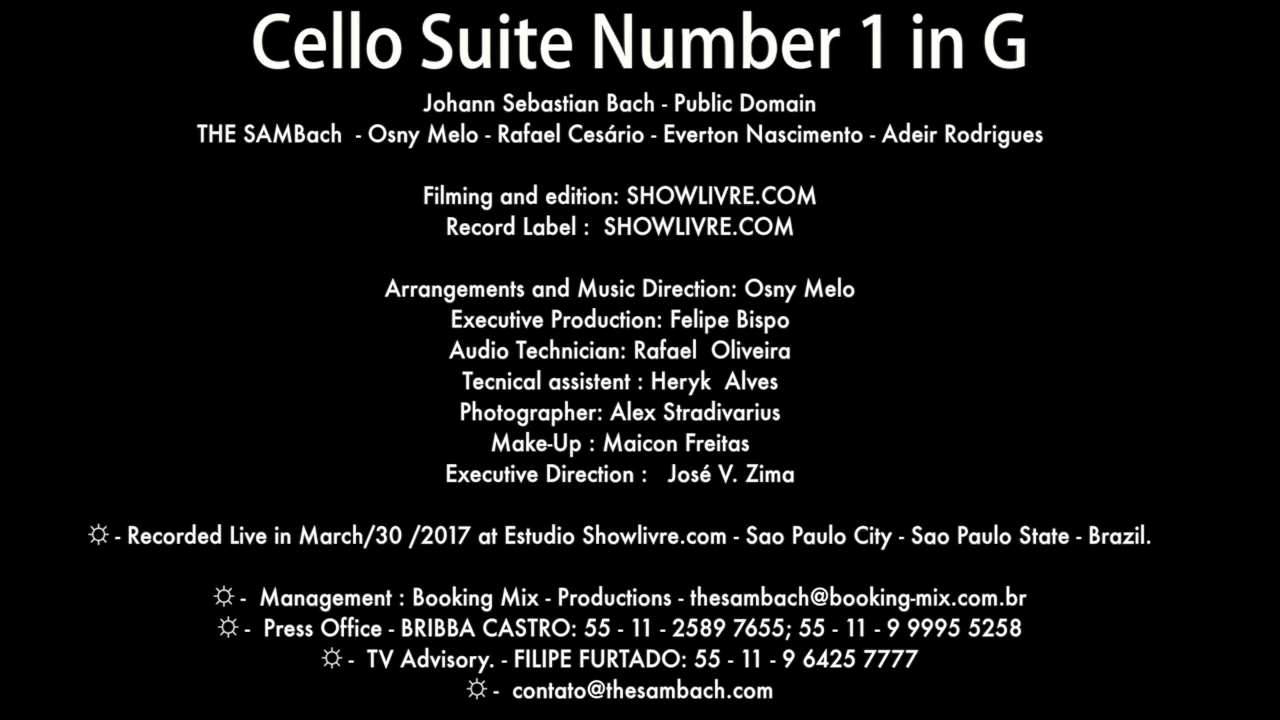 Cello Suite Number 1 in G
Johann Sebastian Bach - Public Domain
THE SAMBach - Osny Melo - Rafael Cesário - Everton Nascimento - Adeir Rodrigues
Filming and edition: SHOWLIVRE.COM
Record Label : SHOWLIVRE.COM
Arrangements and Music Direction: Osny Melo
Executive Production: Felipe Bispo
Audio Technician: Rafael Oliveira
Tecnical assistent : Heryk Alves
Photographer: Alex Stradivarius
Make-Up : Maicon Freitas
Executive Direction : José V. Zima
☼ - Recorded Live in March/30 /2017 at Estudio Showlivre.com - Sao Paulo City - Sao Paulo State - Brazil.
☼ - Management : Booking Mix - Productions - thesambach@booking-mix.com.br
☼ - Press Office - BRIBBA CASTRO: 55 - 11 - 2589 7655; 55 - 11 - 9 9995 5258
☼ - TV Advisory. - FILIPE FURTADO: 55 - 11 - 9 6425 7777
☼ - contato@thesambach.com